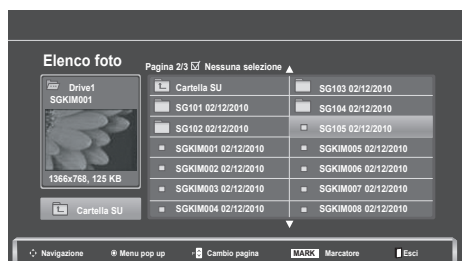 Elenco foto
Pagina 2/3 Nessuna selezione
Drive1
SGKIM001
1366x768, 125 KB
Cartella SU
Cartella SU
SG101 02/12/2010
SG102 02/12/2010
SGKIM001 02/12/2010
SGKIM002 02/12/2010
SGKIM003 02/12/2010
SGKIM004 02/12/2010
SG103 02/12/2010
SG104 02/12/2010
SG105 02/12/2010
SGKIM005 02/12/2010
SGKIM006 02/12/2010
SGKIM007 02/12/2010
SGKIM008 02/12/2010
Navigazione Menu pop up Cambio pagina MARK Marcatore Esci